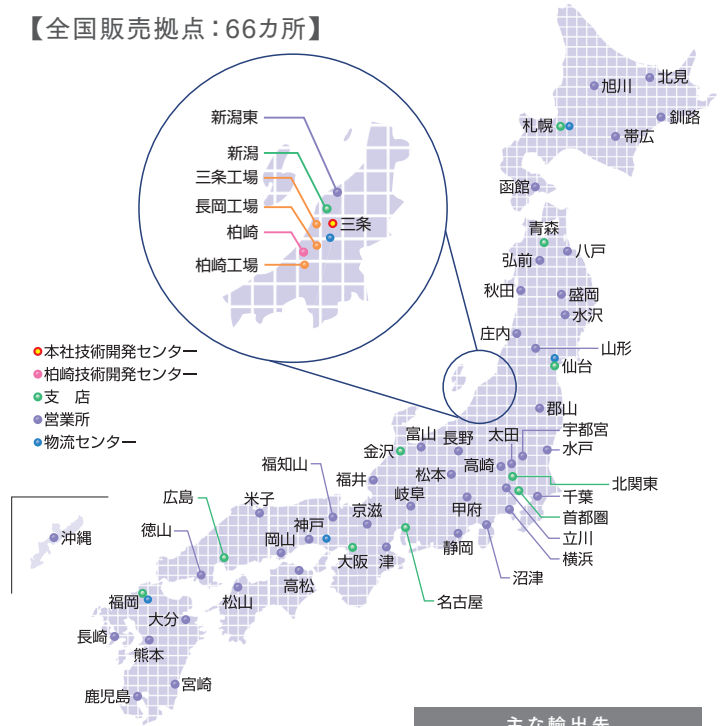 【全国販売拠点：66カ所】
新潟東
新潟
三条工場
長岡工場
柏崎
柏崎工場
三条
本社技術開発センター
柏崎技術開発センター
支　店
営業所
物流センター
北見
旭川
釧路
札幌
帯広
函館
青森
八戸
弘前
秋田
盛岡
水沢
庄内
山形
仙台
郡山
宇都宮
太田
水戸
富山
長野
金沢
高崎
北関東
福知山
福井
松本
千葉
広島
米子
岐阜
甲府
首都圏
京滋
立川
徳山
神戸
横浜
岡山
静岡
沖縄
大阪
津
沼津
高松
名古屋
福岡
松山
大分
長崎
熊本
宮崎
鹿児島
主な輸出先